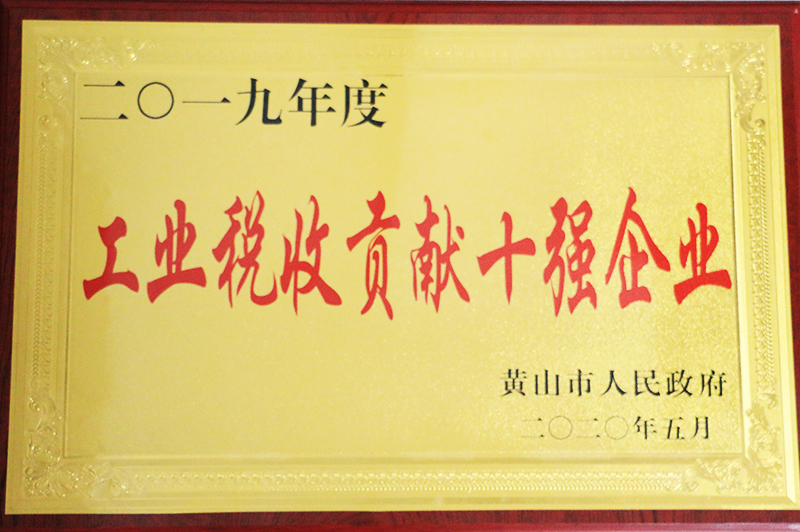 二〇一九年度
工业税收贡献十强企业
黄山市人民政府
二〇二〇年五月